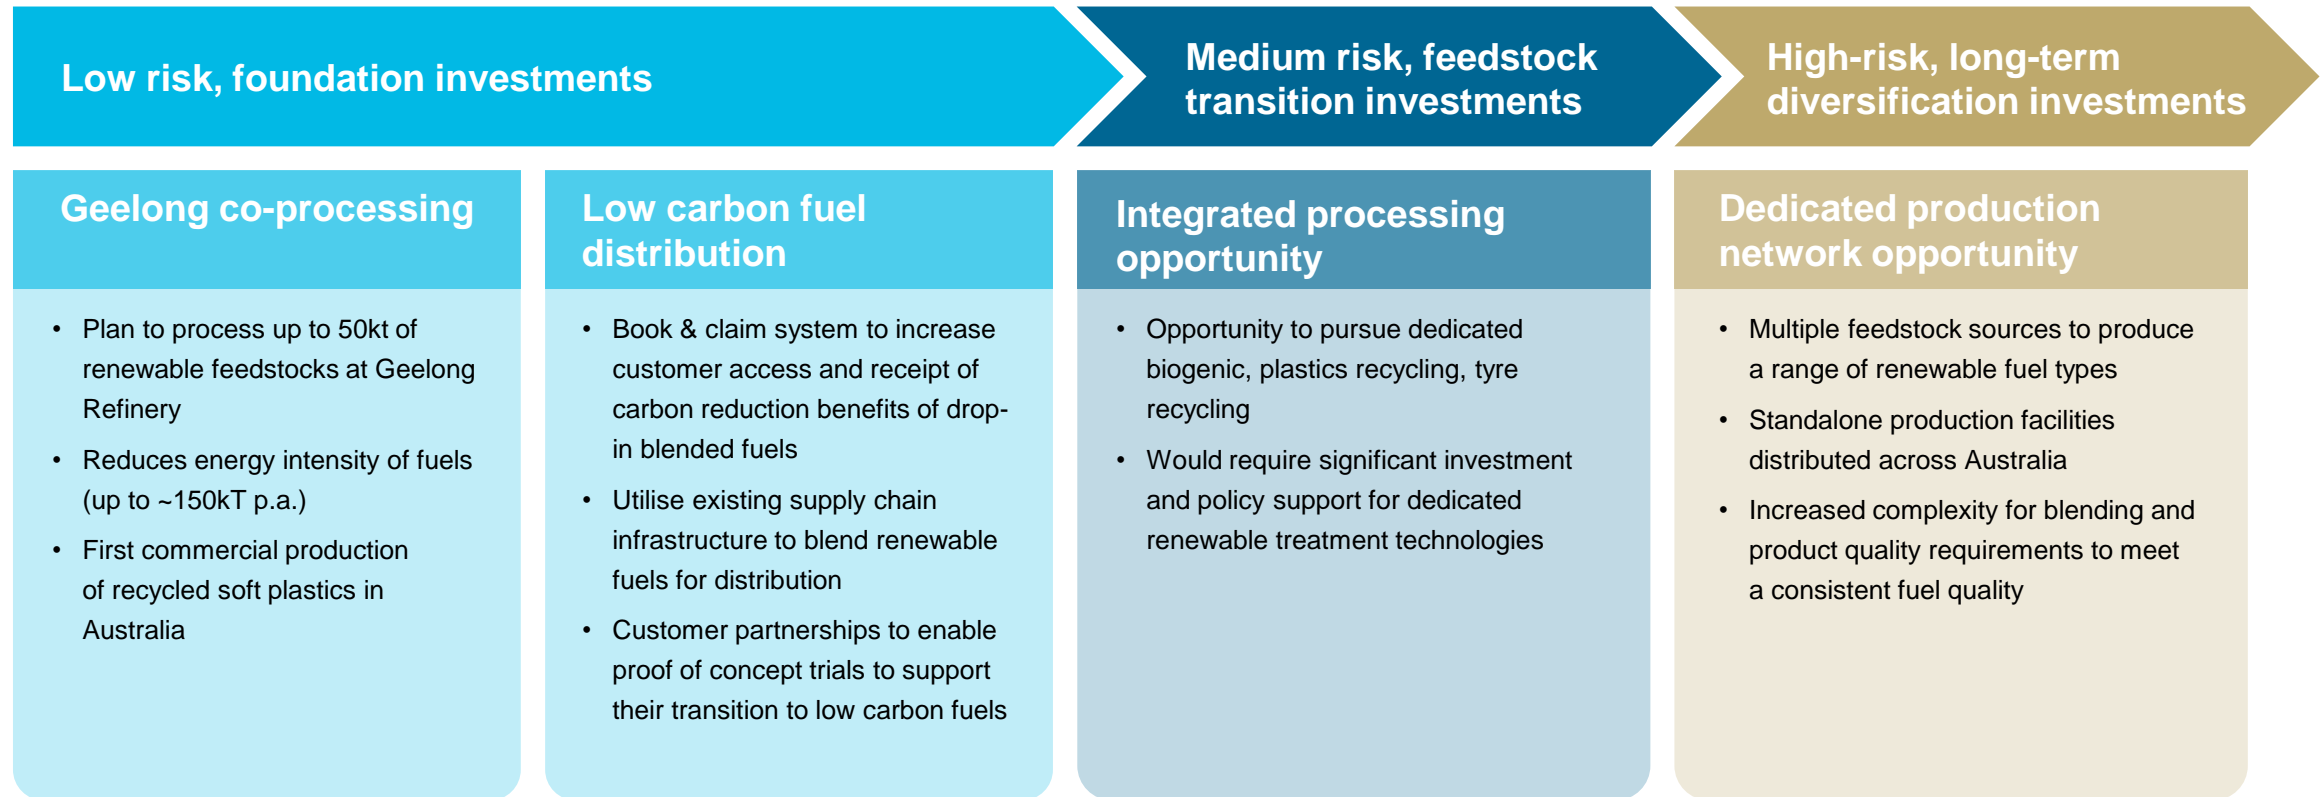 Low risk, foundation investments
Medium risk, feedstock
transition investments
High-risk, long-term
diversification investments
Geelong co-processing
• Plan to process up to 50kt of
renewable feedstocks at Geelong
Refinery
• Reduces energy intensity of fuels
(up to ~150kT p.a.)
• First commercial production
of recycled soft plastics in
Australia
Low carbon fuel
distribution
• Book & claim system to increase
customer access and receipt of
carbon reduction benefits of drop-
in blended fuels
• Utilise existing supply chain
infrastructure to blend renewable
fuels for distribution
• Customer partnerships to enable
proof of concept trials to support
their transition to low carbon fuels
Integrated processing
opportunity
• Opportunity to pursue dedicated
biogenic, plastics recycling, tyre
recycling
• Would require significant investment
and policy support for dedicated
renewable treatment technologies
Dedicated production
network opportunity
• Multiple feedstock sources to produce
a range of renewable fuel types
• Standalone production facilities
distributed across Australia
• Increased complexity for blending and
product quality requirements to meet
a consistent fuel quality